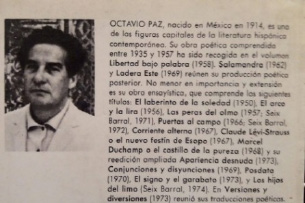 OCTAVIO PAZ, nacido en México en 1914, es una
de las figuras capitales de la literatura hispánica
contemporánea. Su obra poética comprendida
entre 1935 y 1957 ha sido recogida en el volumen
Libertad bajo palabra (1958). Salamandra (1962)
y Ladera Este (1969) reúnen su producción poética
posterior. No menor en importancia y extensión
es su obra ensayística, que comprende los siguientes
títulos: El laberinto de la soledad (1950), El arco
y la lira (1956), Las peras del olmo (1957, Seix
Barral, 1971), Puertas al campo (1966, Seix Barral,
1972), Corriente alterna (1967), Claude Lévi-Strauss
o el nuevo festín de Esopo (1967), Marcel
Duchamp o el castillo de la pureza (1968) y su
reedición ampliada Apariencia desnuda (1973),
Conjunciones y disyunciones (1969), Posdata
(1970), El signo y el garabato (1973), y Los hijos
del limo (Seix Barral, 1974). En Versiones y
diversiones (1973) reunió sus traducciones poéticas.